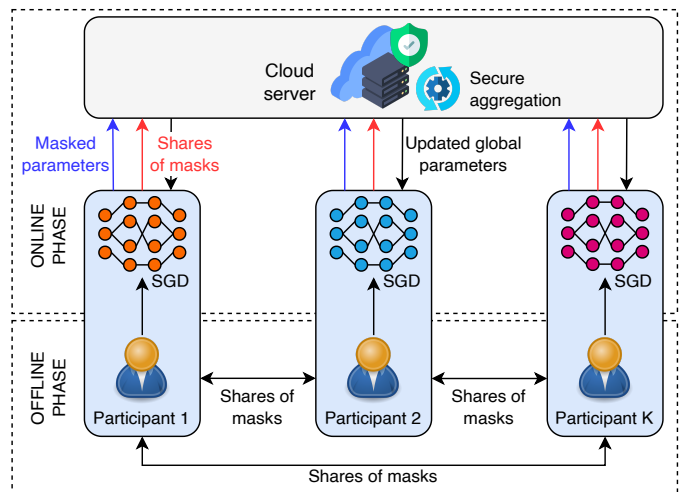 Cloud
server
Secure
aggregation
Masked
parameters
Shares
of masks
Updated global
parameters
ONLINE
PHASE
SGD
SGD
SGD
OFFLINE
PHASE
Shares of
masks
Shares of
masks
Participant 1
Participant 2
Participant K
Shares of masks